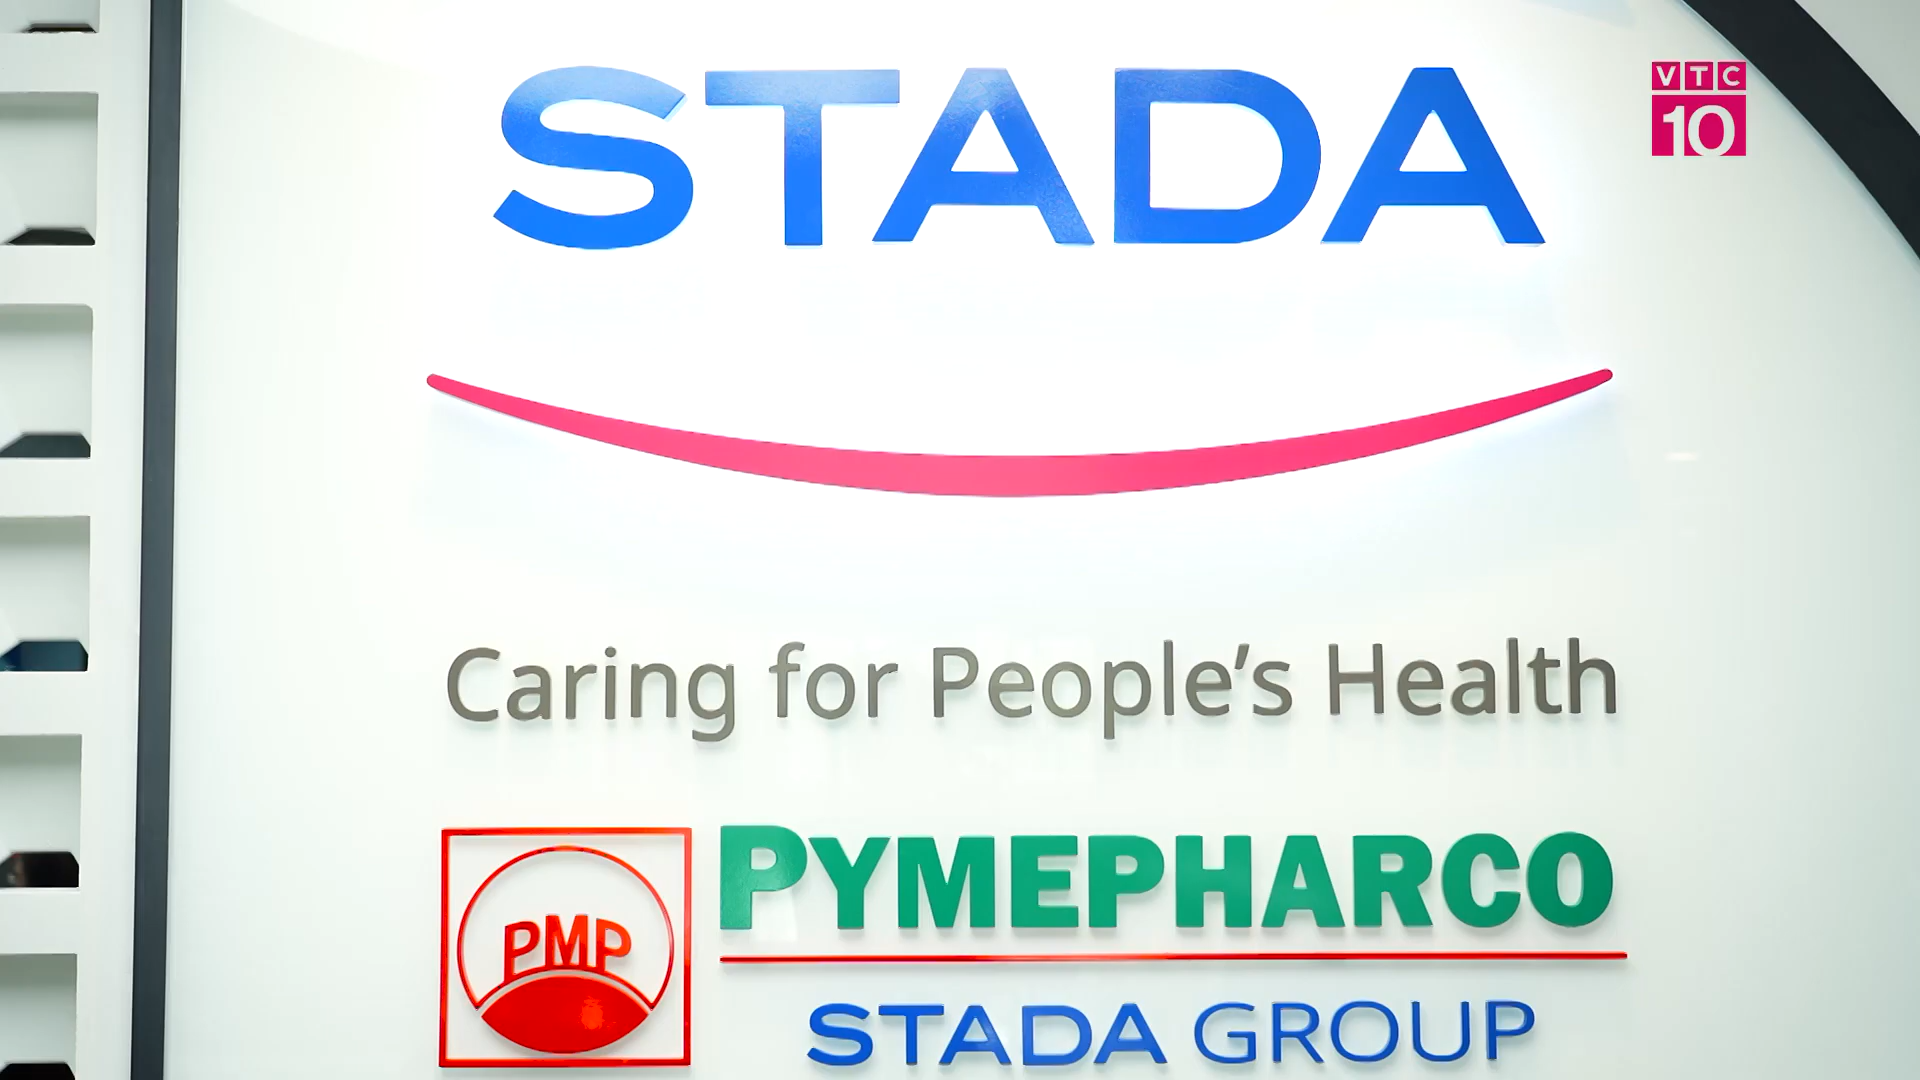 STADA
VTC
10
Caring for People's Health
PMP
PYMEPHARCO
STADA GROUP